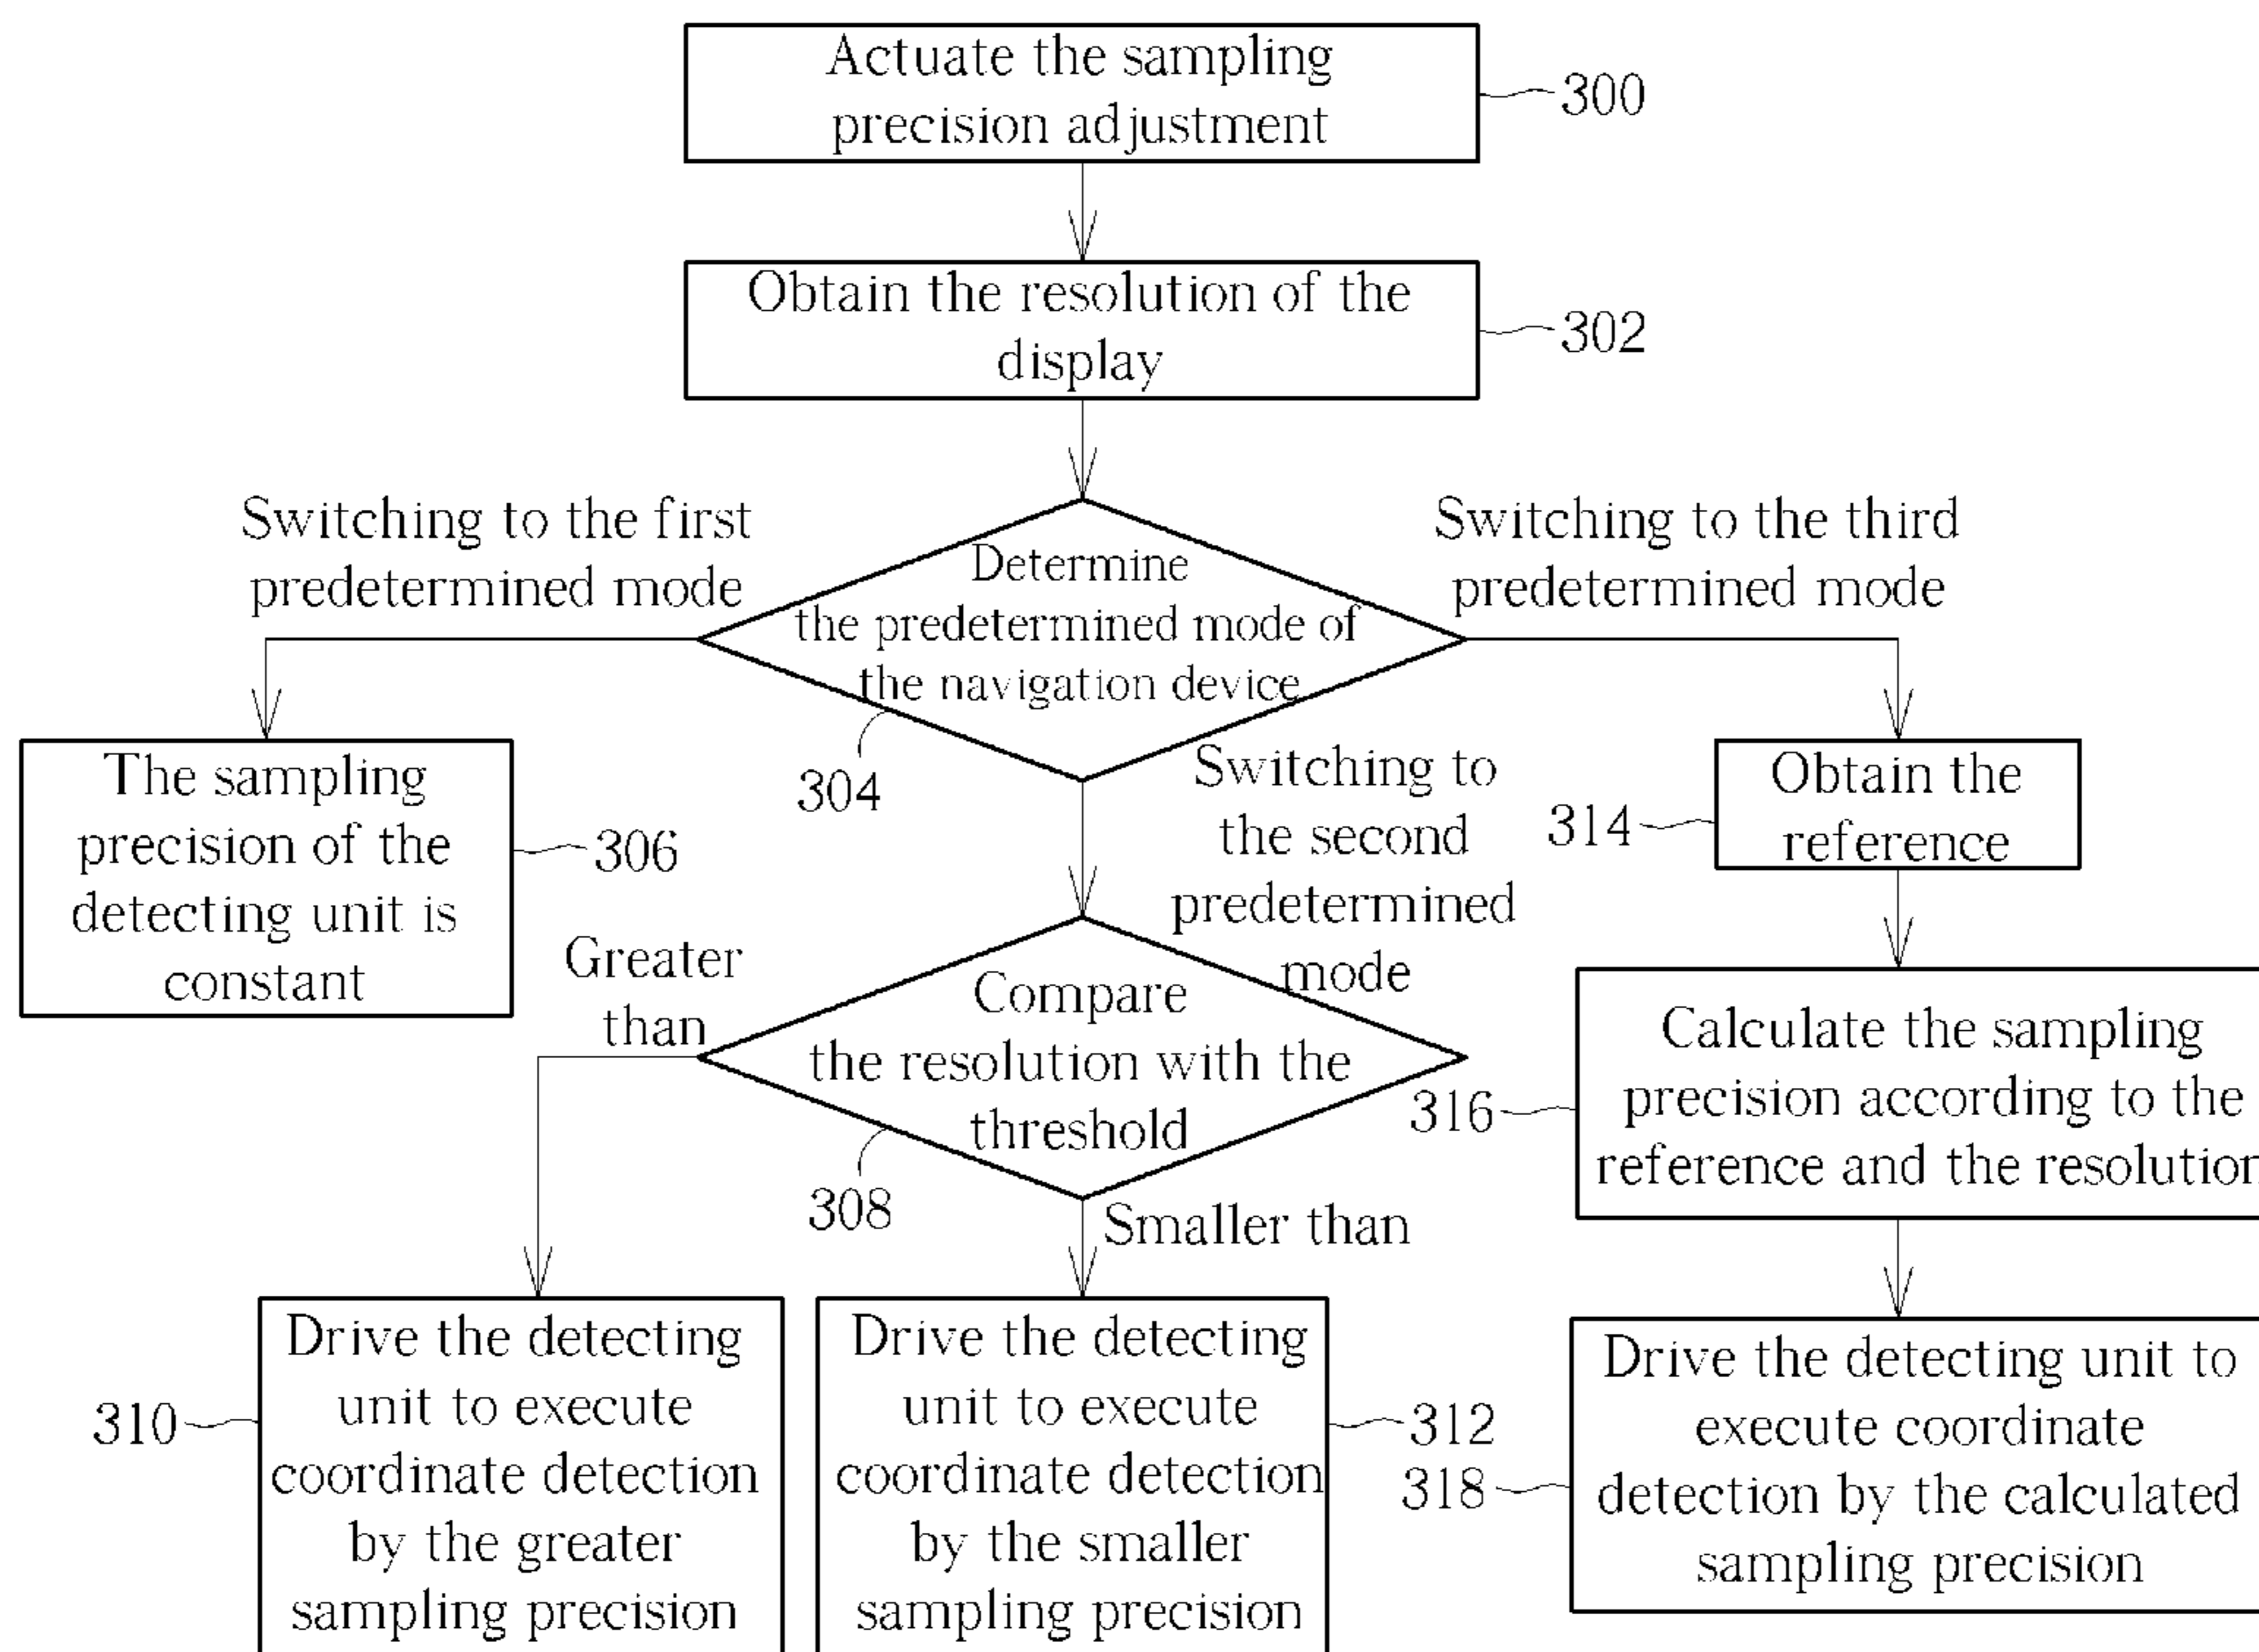 Actuate the sampling
precision adjustment
300
Obtain the resolution of the
display
302
Switching to the first
predetermined mode
Determine
the predetermined mode of
the navigation device
304
Switching to the third
predetermined mode
The sampling
precision of the
detecting unit is
constant
306
Switching to
the second
predetermined
mode
Obtain the
reference
314
Greater
than
Compare
the resolution with the
threshold
308
Smaller than
Calculate the sampling
precision according to the
reference and the resolution
316
Drive the detecting
unit to execute
coordinate detection
by the greater
sampling precision
310
Drive the detecting
unit to execute
coordinate detection
by the smaller
sampling precision
312
Drive the detecting unit to
execute coordinate
detection by the calculated
sampling precision
318